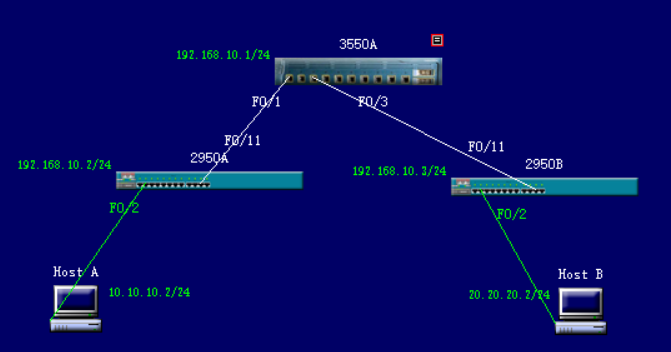 3550A
192.168.10.1/24
F0/1
F0/3
F0/11
F0/11
2950A
2950B
192.168.10.2/24
192.168.10.3/24
F0/2
F0/2
Host A
Host B
10.10.10.2/24
20.20.20.2/24